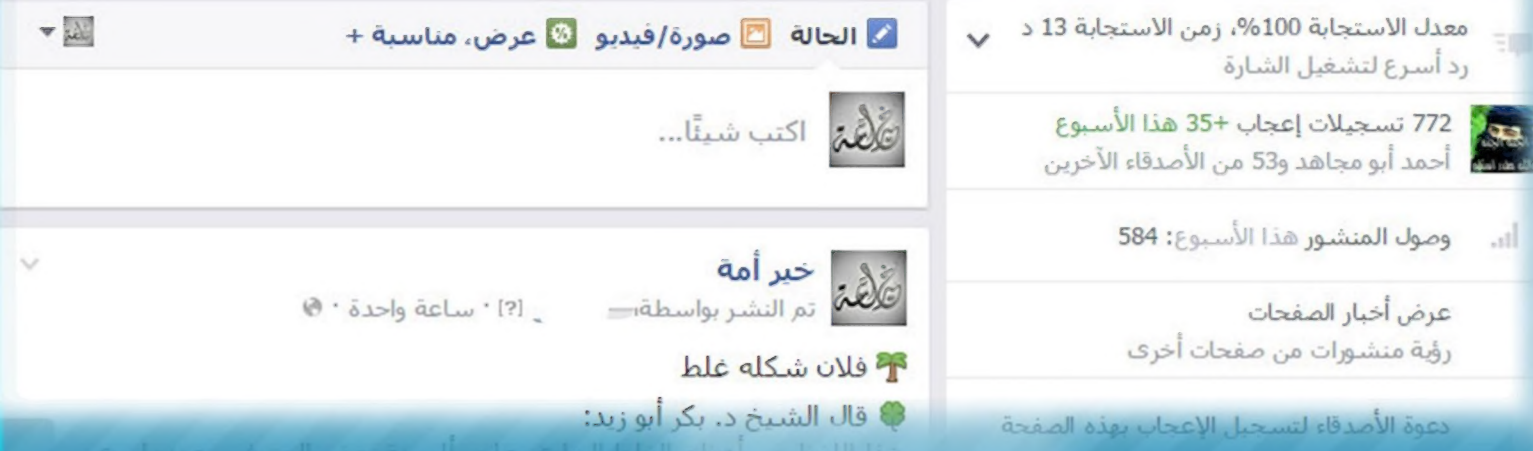 معدل الاستجابة 100%، زمن الاستجابة 13 د
رد أسرع لتشغيل الشارة
772 تسجيلات إعجاب +35 هذا الأسبوع
أحمد أبو مجاهد و53 من الأصدقاء الآخرين
وصول المنشور هذا الأسبوع: 584
عرض أخبار الصفحات
رؤية منشورات من صفحات أخرى
دعوة الأصدقاء لتسجيل الإعجاب بهذه الصفحة
الحالة صورة/فيديو عرض، مناسبة +
اكتب شيئًا...
خير أمة
تم النشر بواسطة [?] · ساعة واحدة ·
فلان شكله غلط
قال الشيخ د. بكر أبو زيد: